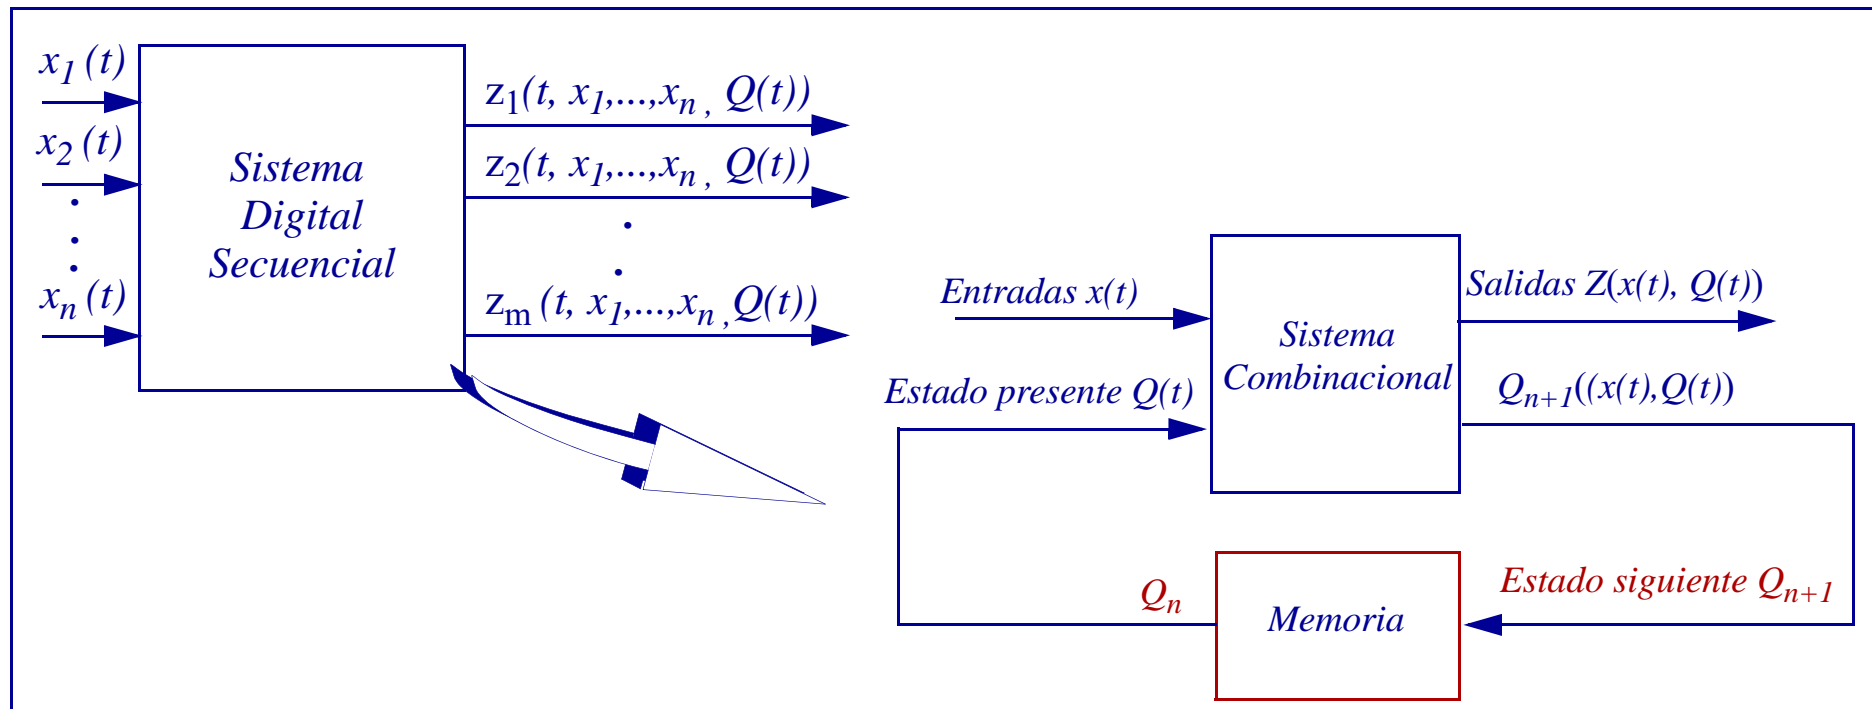 x1 (t)
x2 (t)
xn (t)
Sistema
Digital
Secuencial
z1(t, x1,...,xn , Q(t))
z2(t, x1,...,xn , Q(t))
zm (t, x1,...,xn ,Q(t))
Entradas x(t)
Estado presente Q(t)
Sistema
Combinacional
Salidas Z(x(t), Q(t))
Qn+1((x(t),Q(t))
Qn
Memoria
Estado siguiente Qn+1